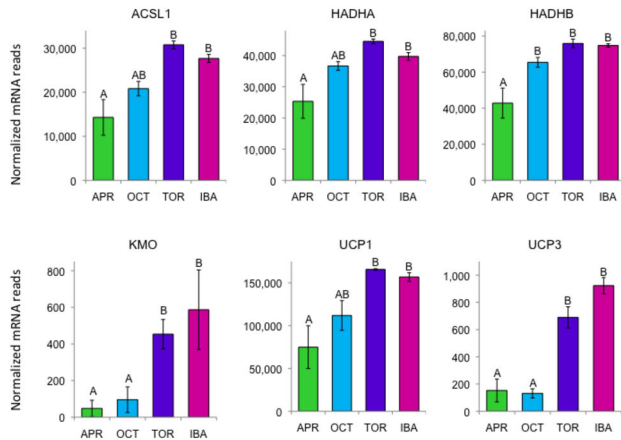 ACSL1 HADHA HADHB
Normalized mRNA reads
30,000 20,000 10,000 0
A AB B B
APR OCT TOR IBA
40,000 30,000 20,000 10,000 0
A AB B B
APR OCT TOR IBA
80,000 60,000 40,000 20,000 0
A B B B
APR OCT TOR IBA
KMO UCP1 UCP3
Normalized mRNA reads
800 600 400 200 0
A A B B
APR OCT TOR IBA
150,000 100,000 50,000 0
A AB B B
APR OCT TOR IBA
1,000 800 600 400 200 0
A A B B
APR OCT TOR IBA